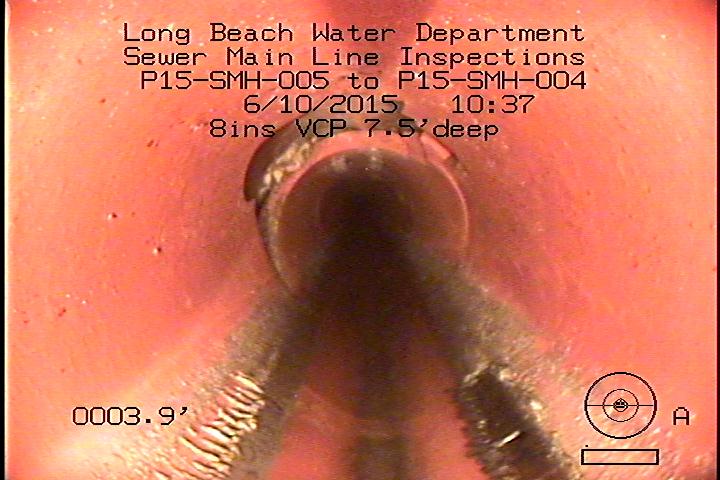 Long Beach Water Department
Sewer Main Line Inspections
P15-SMH-005 to P15-SMH-004
6/10/2015 10:37
8ins VCP 7.5'deep
0003.9' A